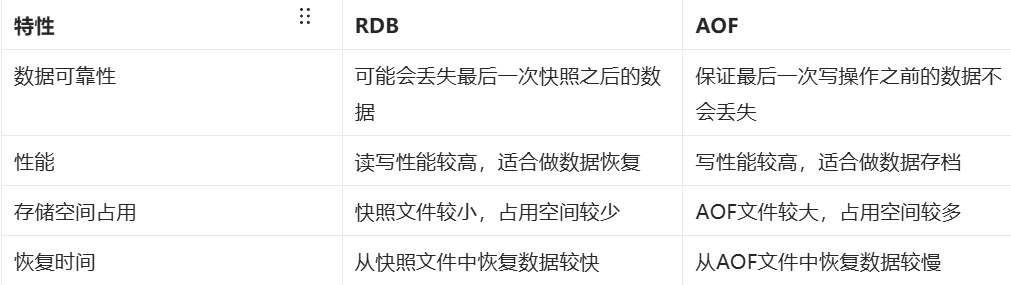 特性 RDB AOF
数据可靠性 可能会丢失最后一次快照之后的数 保证最后一次写操作之前的数据不
据 会丢失
性能 读写性能较高，适合做数据恢复 写性能较高，适合做数据存档
存储空间占用 快照文件较小，占用空间较少 AOF文件较大，占用空间较多
恢复时间 从快照文件中恢复数据较快 从AOF文件中恢复数据较慢